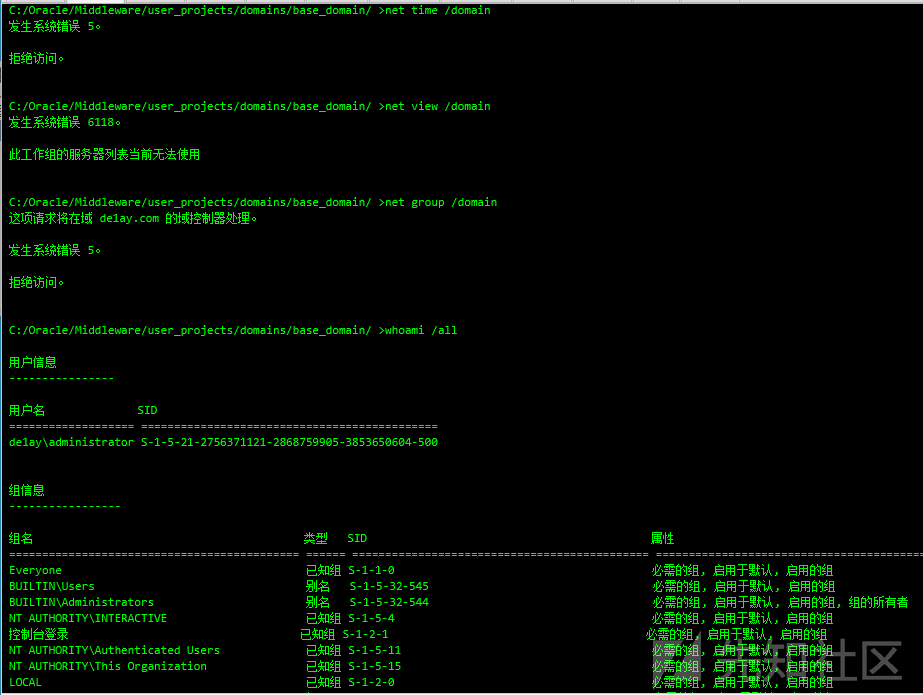 C:/Oracle/Middleware/user_projects/domains/base_domain/ >net time /domain
发生系统错误 5。
拒绝访问。
C:/Oracle/Middleware/user_projects/domains/base_domain/ >net view /domain
发生系统错误 6118。
此工作组的服务器列表当前无法使用
C:/Oracle/Middleware/user_projects/domains/base_domain/ >net group /domain
这项请求将在域 de1ay.com 的域控制器处理。
发生系统错误 5。
拒绝访问。
C:/Oracle/Middleware/user_projects/domains/base_domain/ >whoami /all
用户信息
----------------
用户名 SID
=================== =============================================
de1ay\administrator S-1-5-21-2756371121-2868759905-3853650604-500
组信息
-----------------
组名 类型 SID 属性
============================================ ====== ============================================= =========================================
Everyone 已知组 S-1-1-0 必需的组, 启用于默认, 启用的组
BUILTIN\Users 别名 S-1-5-32-545 必需的组, 启用于默认, 启用的组
BUILTIN\Administrators 别名 S-1-5-32-544 必需的组, 启用于默认, 启用的组, 组的所有者
NT AUTHORITY\INTERACTIVE 已知组 S-1-5-4 必需的组, 启用于默认, 启用的组
控制台登录 已知组 S-1-2-1 必需的组, 启用于默认, 启用的组
NT AUTHORITY\Authenticated Users 已知组 S-1-5-11 必需的组, 启用于默认, 启用的组
NT AUTHORITY\This Organization 已知组 S-1-5-15 必需的组, 启用于默认, 启用的组
LOCAL 已知组 S-1-2-0 必需的组, 启用于默认, 启用的组
先知社区